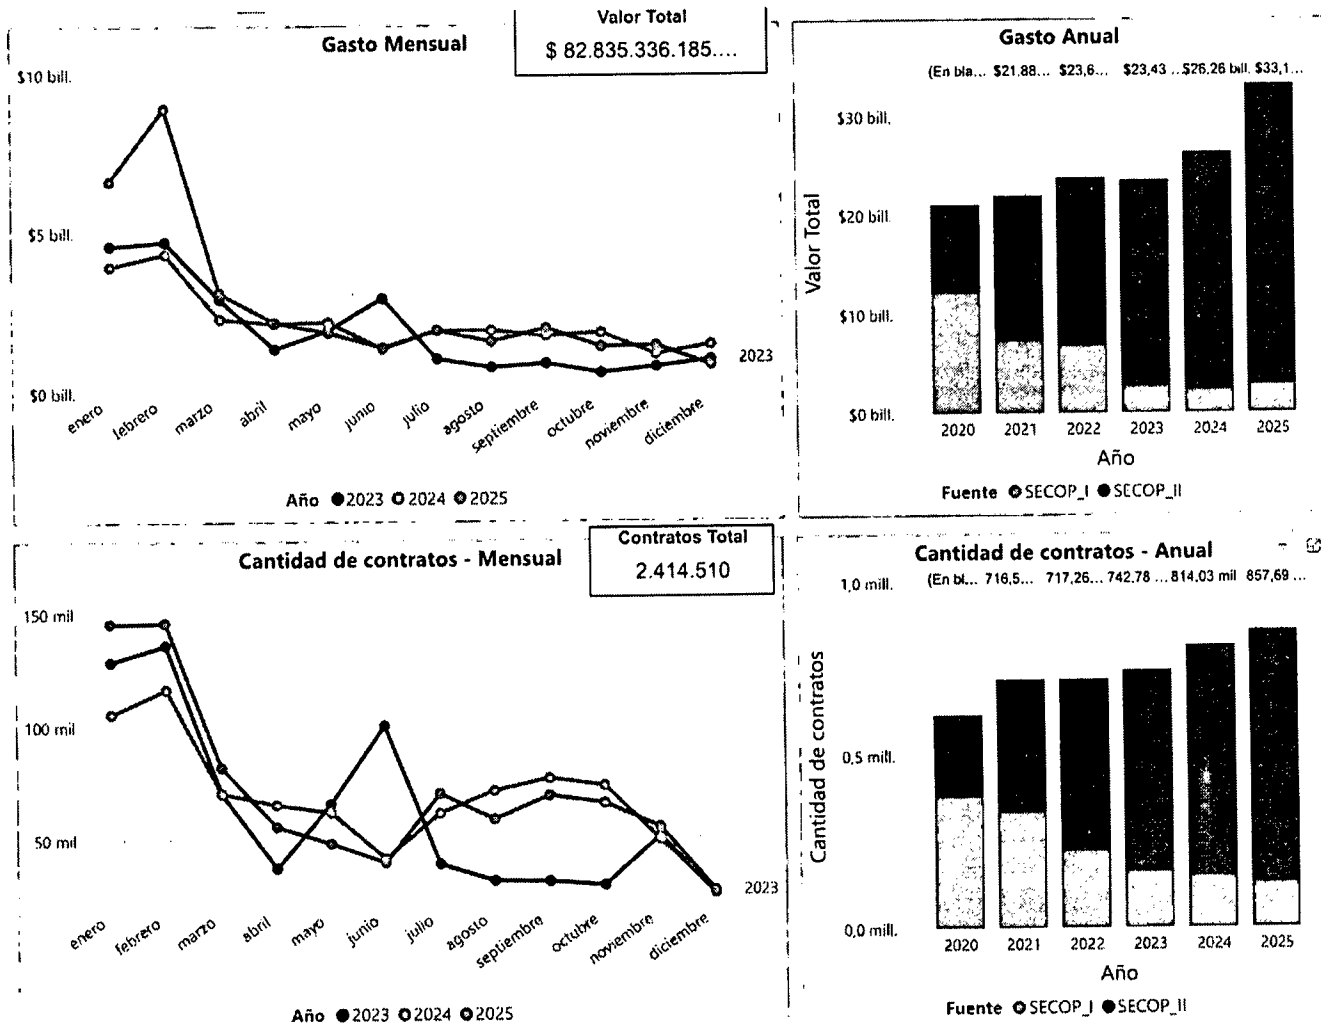 Gasto Mensual
Valor Total
$ 82.835.336.185....
$10 bill.
$5 bill.
$0 bill.
2023
enero
febrero
marzo
abril
mayo
junio
julio
agosto
septiembre
octubre
noviembre
diciembre
Año 2023 2024 2025
Gasto Anual
(En bla... $21,88... $23,6... $23,43 ... $26,26 bill. $33,1...
Valor Total
$30 bill.
$20 bill.
$10 bill.
$0 bill.
2020 2021 2022 2023 2024 2025
Año
Fuente SECOP_I SECOP_II
Cantidad de contratos - Mensual
Contratos Total
2.414.510
150 mil
100 mil
50 mil
2023
enero
febrero
marzo
abril
mayo
junio
julio
agosto
septiembre
octubre
noviembre
diciembre
Año 2023 2024 2025
Cantidad de contratos - Anual
(En bl... 716,5... 717,26... 742,78 ... 814,03 mil 857,69 ...
Cantidad de contratos
1,0 mill.
0,5 mill.
0,0 mill.
2020 2021 2022 2023 2024 2025
Año
Fuente SECOP_I SECOP_II